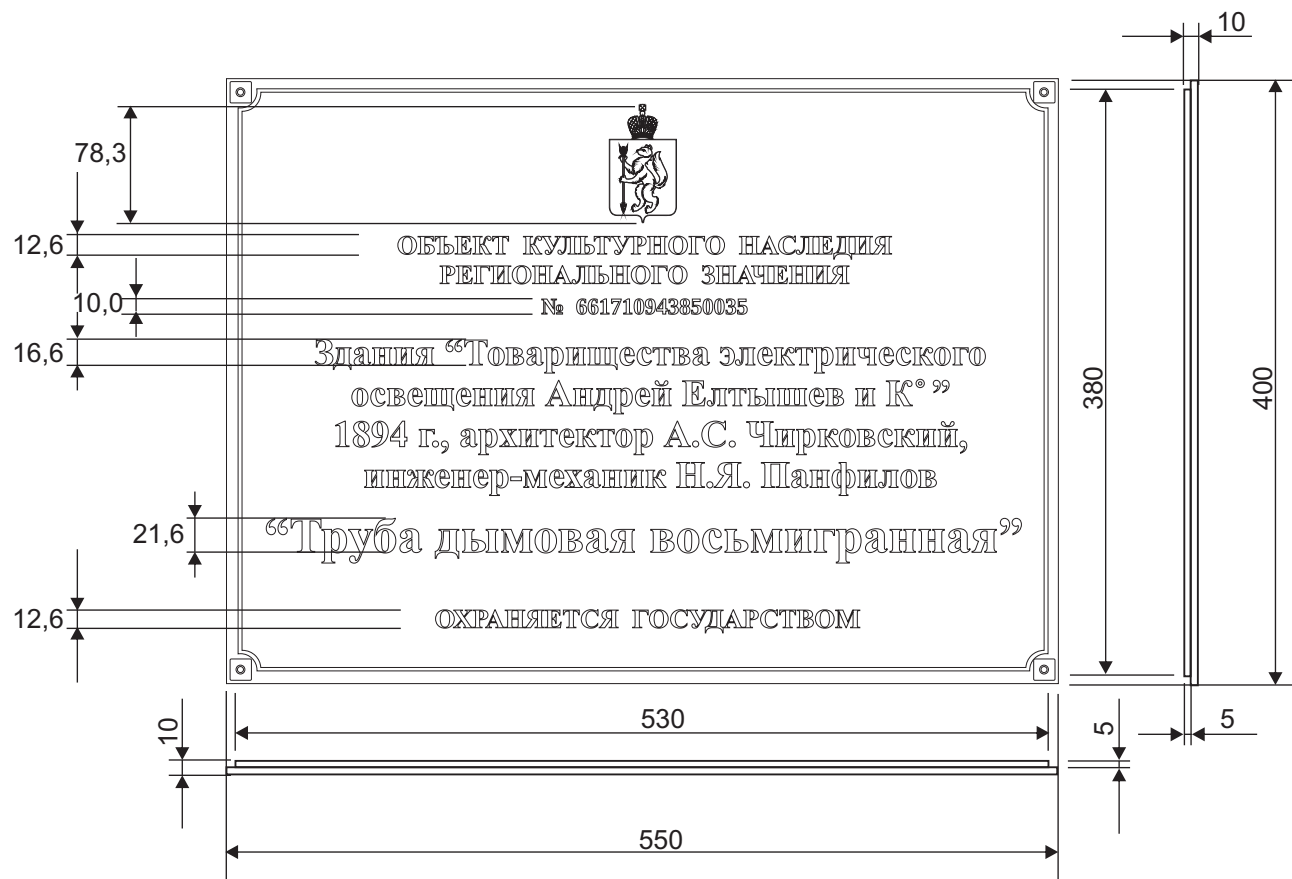 10
78,3
12,6
ОБЪЕКТ КУЛЬТУРНОГО НАСЛЕДИЯ
РЕГИОНАЛЬНОГО ЗНАЧЕНИЯ
10,0
№ 661710943850035
16,6
Здания “Товарищества электрического
освещения Андрей Елтышев и К° ”
1894 г., архитектор А.С. Чирковский,
инженер-механик Н.Я. Панфилов
380
400
21,6
“Труба дымовая восьмигранная”
12,6
ОХРАНЯЕТСЯ ГОСУДАРСТВОМ
10
530
5
5
550